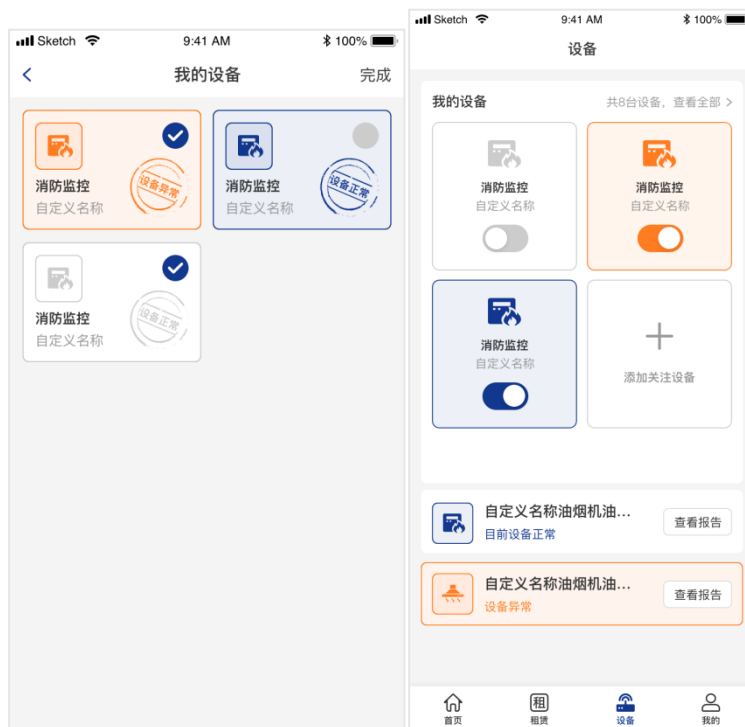 Sketch 9:41 AM 100%
我的设备 完成
消防监控
自定义名称
设备异常
消防监控
自定义名称
设备正常
消防监控
自定义名称
设备正常
Sketch 9:41 AM 100%
设备
我的设备 共8台设备，查看全部 >
消防监控
自定义名称
消防监控
自定义名称
消防监控
自定义名称
添加关注设备
自定义名称油烟机油...
目前设备正常
查看报告
自定义名称油烟机油...
设备异常
查看报告
租
首页 租赁 设备 我的